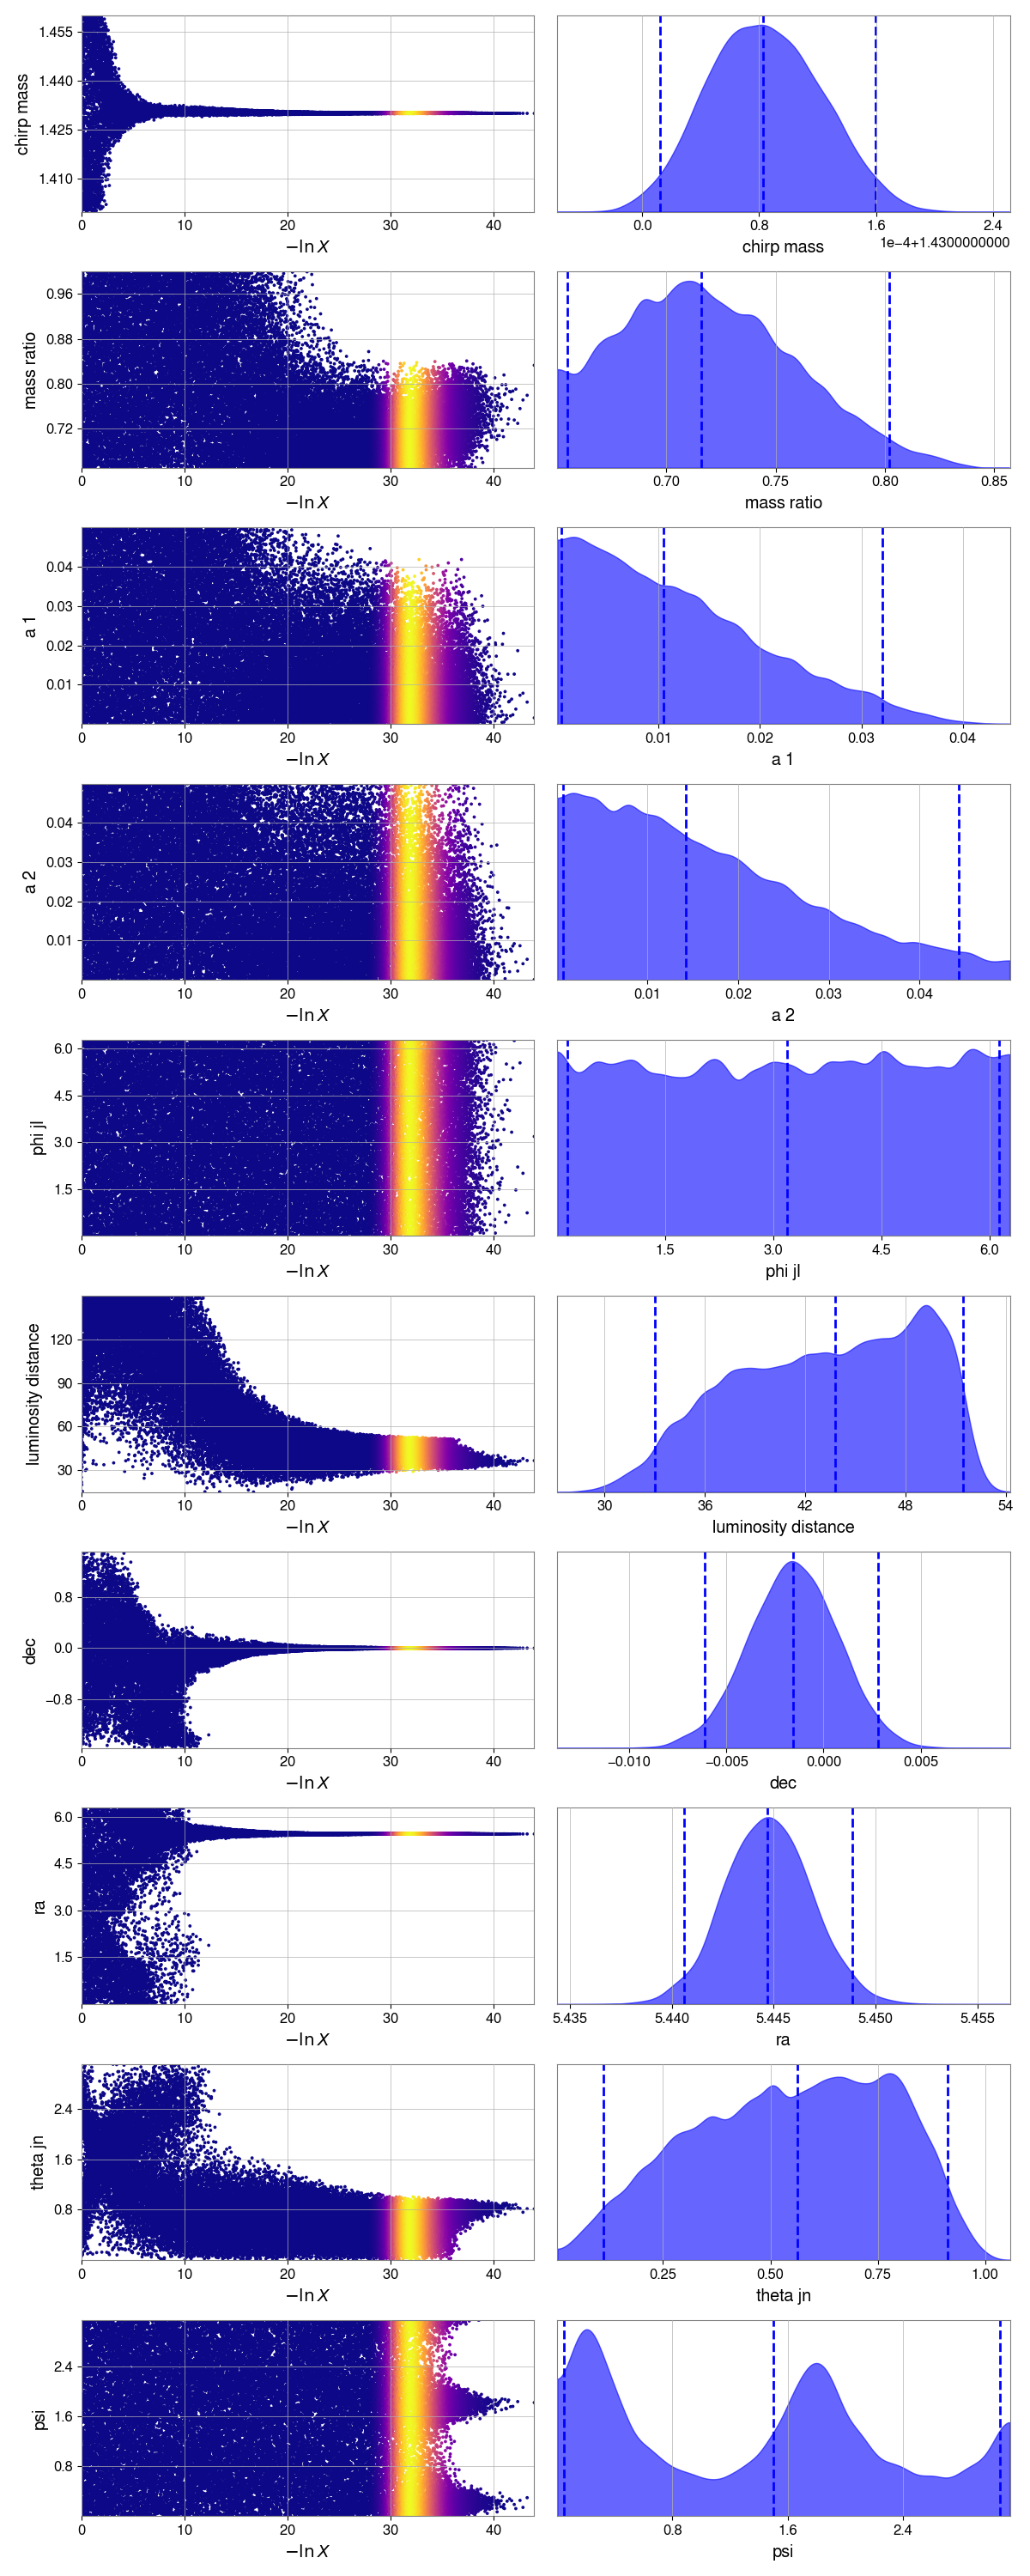 1.455
1.440
1.425
1.410
chirp mass
0 10 20 30 40
−ln X
0.0 0.8 1.6 2.4
1e−4+1.4300000000
chirp mass
0.96
0.88
0.80
0.72
mass ratio
0 10 20 30 40
−ln X
0.70 0.75 0.80 0.85
mass ratio
0.04
0.03
0.02
0.01
a 1
0 10 20 30 40
−ln X
0.01 0.02 0.03 0.04
a 1
0.04
0.03
0.02
0.01
a 2
0 10 20 30 40
−ln X
0.01 0.02 0.03 0.04
a 2
6.0
4.5
3.0
1.5
phi jl
0 10 20 30 40
−ln X
1.5 3.0 4.5 6.0
phi jl
120
90
60
30
luminosity distance
0 10 20 30 40
−ln X
30 36 42 48 54
luminosity distance
0.8
0.0
−0.8
dec
0 10 20 30 40
−ln X
−0.010 −0.005 0.000 0.005
dec
6.0
4.5
3.0
1.5
ra
0 10 20 30 40
−ln X
5.435 5.440 5.445 5.450 5.455
ra
2.4
1.6
0.8
theta jn
0 10 20 30 40
−ln X
0.25 0.50 0.75 1.00
theta jn
2.4
1.6
0.8
psi
0 10 20 30 40
−ln X
0.8 1.6 2.4
psi